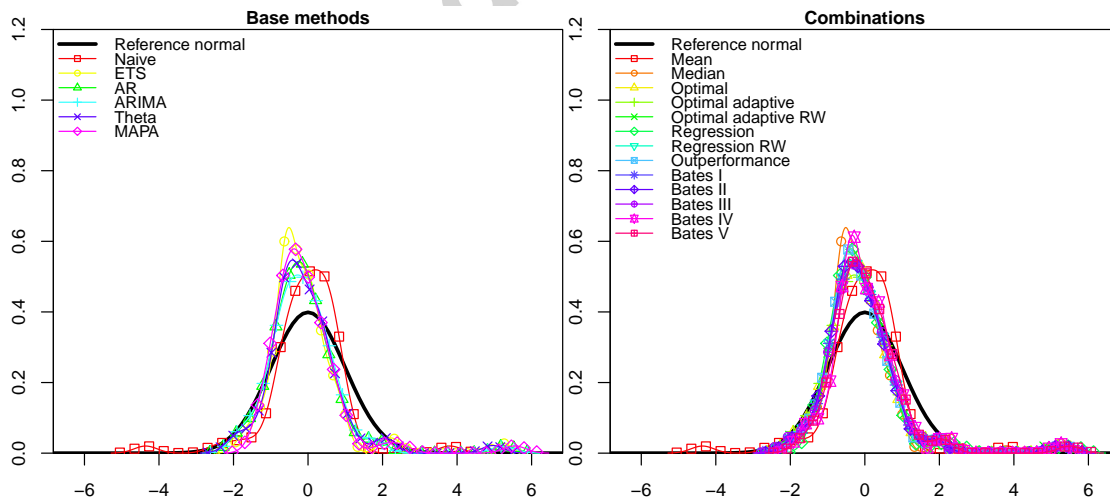 Base methods
1.2
1.0
0.8
0.6
0.4
0.2
0.0
Reference normal
Naive
ETS
AR
ARIMA
Theta
MAPA
−6
−4
−2
0
2
4
6
Combinations
1.2
1.0
0.8
0.6
0.4
0.2
0.0
Reference normal
Mean
Median
Optimal
Optimal adaptive
Optimal adaptive RW
Regression
Regression RW
Outperformance
Bates I
Bates II
Bates III
Bates IV
Bates V
−6
−4
−2
0
2
4
6